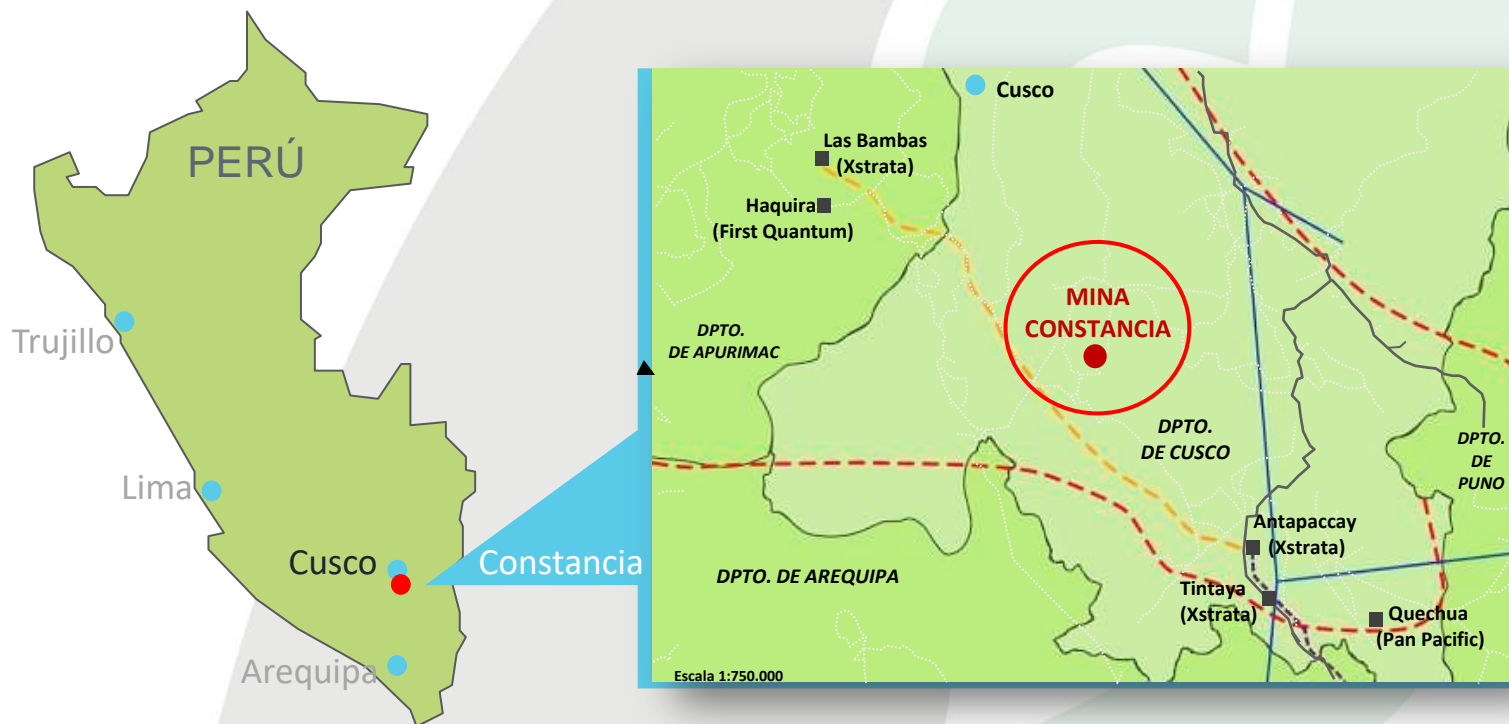 PERÚ
Trujillo
Lima
Cusco
Constancia
Arequipa
Cusco
Las Bambas
(Xstrata)
Haquira
(First Quantum)
MINA
CONSTANCIA
DPTO.
DE APURIMAC
DPTO.
DE CUSCO
DPTO.
DE
PUNO
Antapaccay
(Xstrata)
DPTO. DE AREQUIPA
Tintaya
(Xstrata)
Quechua
(Pan Pacific)
Escala 1:750.000